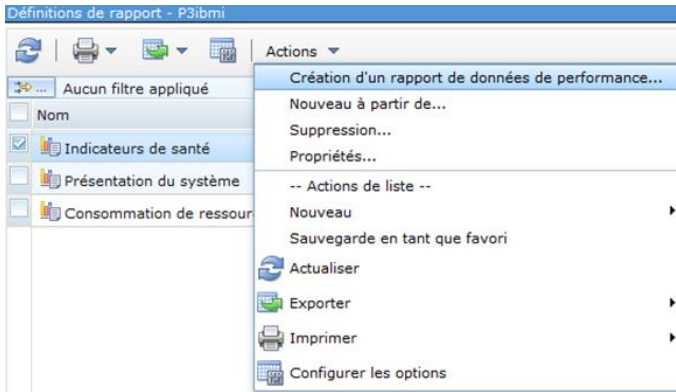 Définitions de rapport - P3ibmi
Actions
... Aucun filtre appliqué
Nom
Indicateurs de santé
Présentation du système
Consommation de ressour
Création d'un rapport de données de performance...
Nouveau à partir de...
Suppression...
Propriétés...
-- Actions de liste --
Nouveau
Sauvegarde en tant que favori
Actualiser
Exporter
Imprimer
Configurer les options